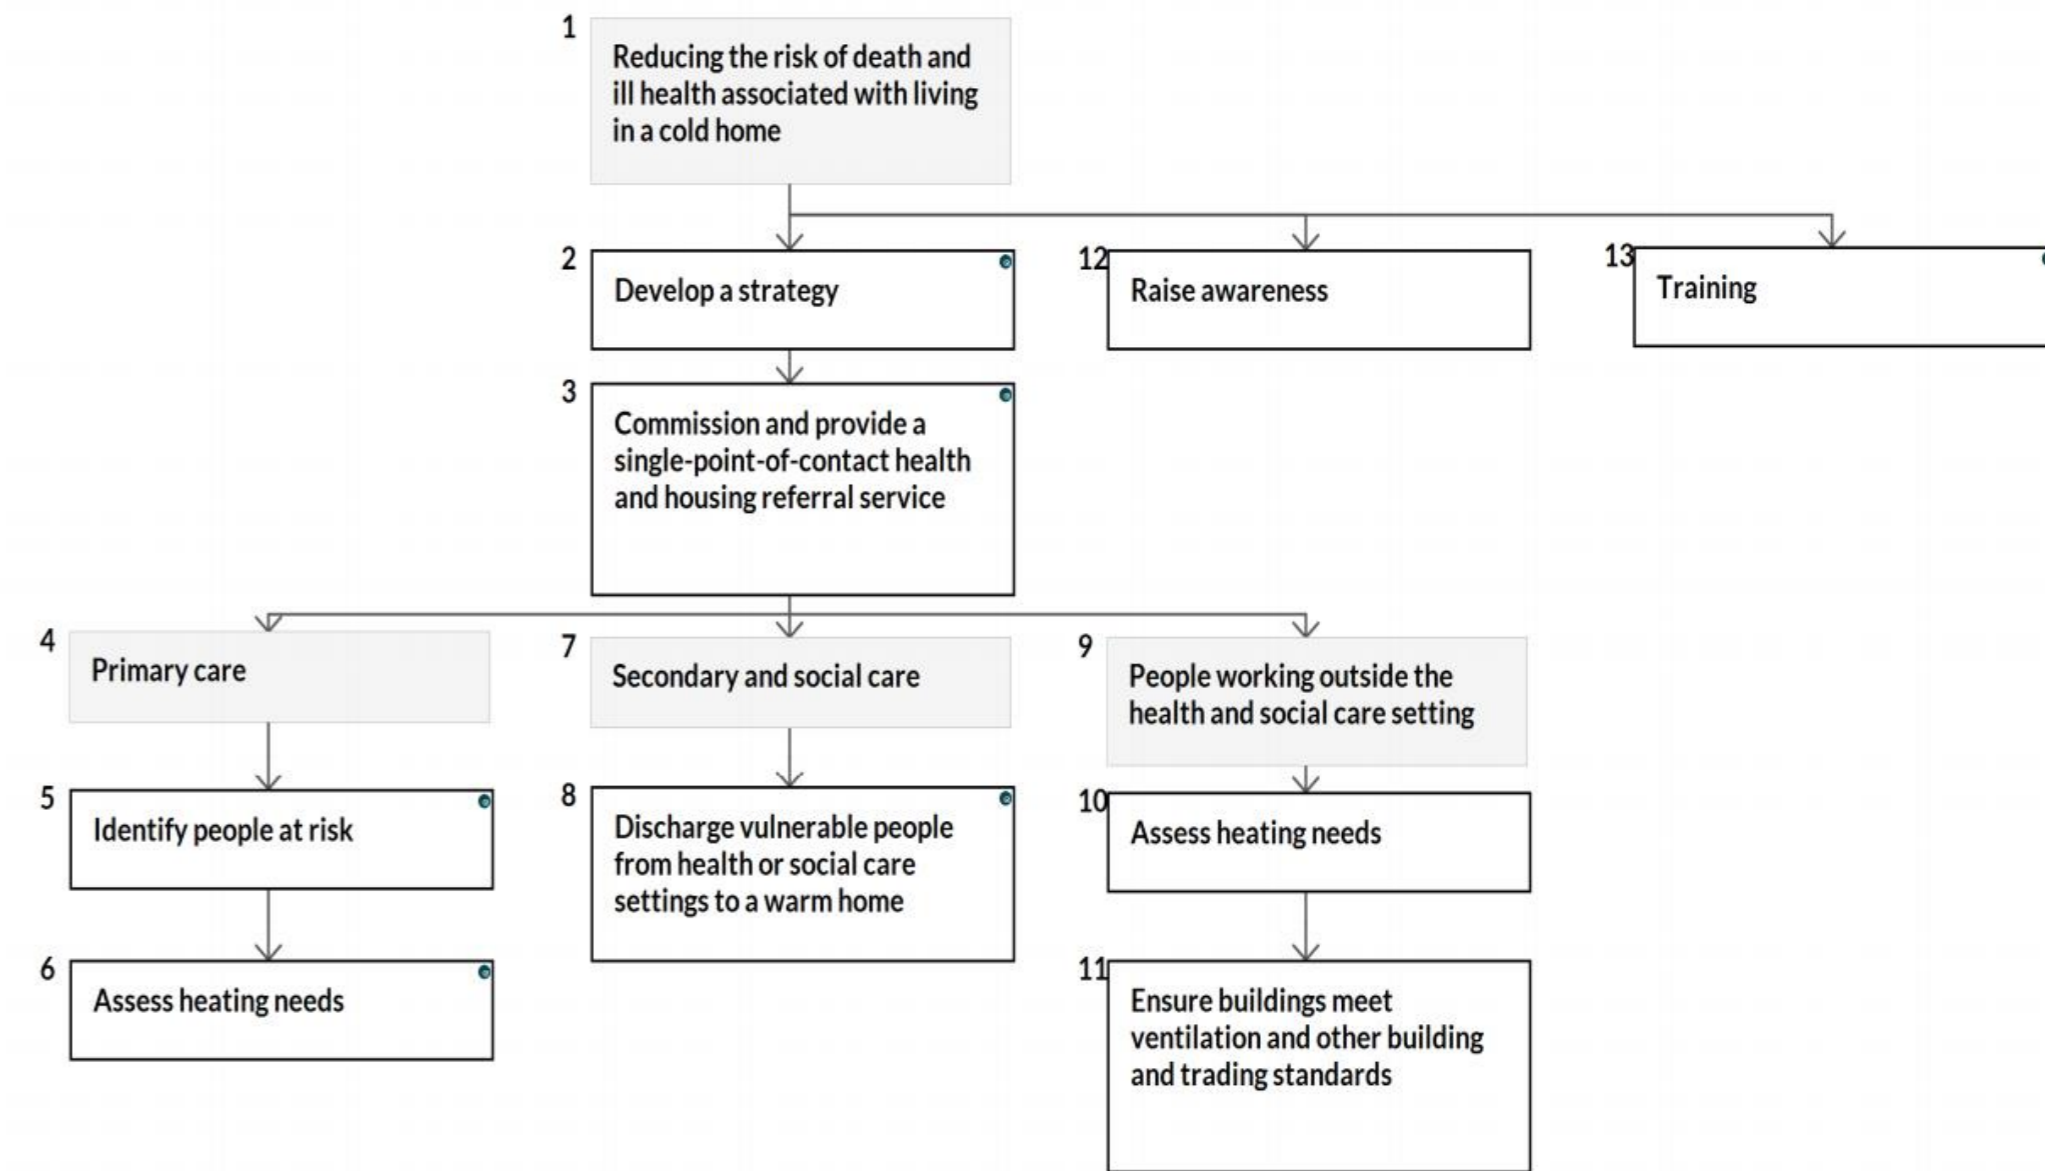 1
Reducing the risk of death and
ill health associated with living
in a cold home
2
Develop a strategy
12
Raise awareness
13
Training
3
Commission and provide a
single-point-of-contact health
and housing referral service
4
Primary care
7
Secondary and social care
9
People working outside the
health and social care setting
5
Identify people at risk
8
Discharge vulnerable people
from health or social care
settings to a warm home
10
Assess heating needs
6
Assess heating needs
11
Ensure buildings meet
ventilation and other building
and trading standards